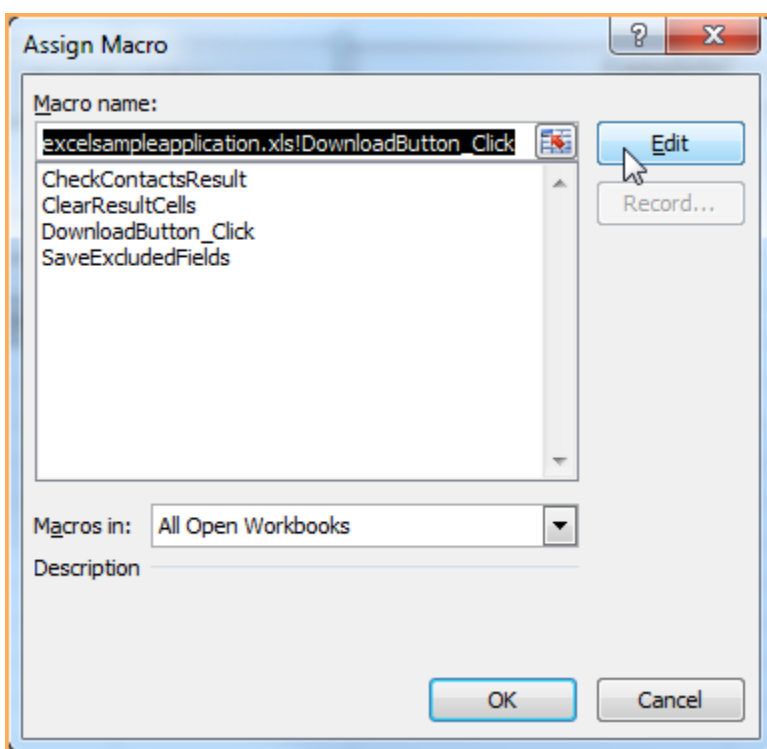 Assign Macro
?
X
Macro name:
excelsampleapplication.xls!DownloadButton_Click
Edit
CheckContactsResult
ClearResultCells
DownloadButton_Click
SaveExcludedFields
Record...
Macros in:
All Open Workbooks
Description
OK
Cancel